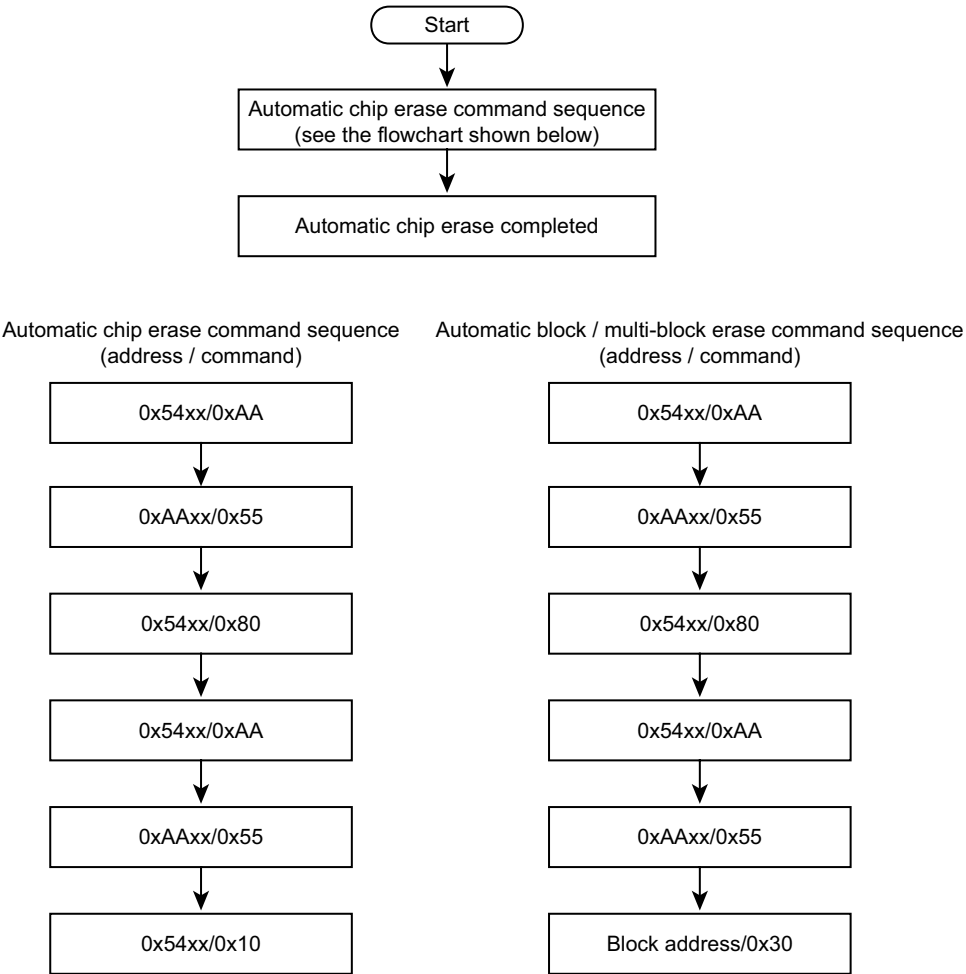 Start
Automatic chip erase command sequence
(see the flowchart shown below)
Automatic chip erase completed
Automatic chip erase command sequence
(address / command)
0x54xx/0xAA
0xAAxx/0x55
0x54xx/0x80
0x54xx/0xAA
0xAAxx/0x55
0x54xx/0x10
Automatic block / multi-block erase command sequence
(address / command)
0x54xx/0xAA
0xAAxx/0x55
0x54xx/0x80
0x54xx/0xAA
0xAAxx/0x55
Block address/0x30